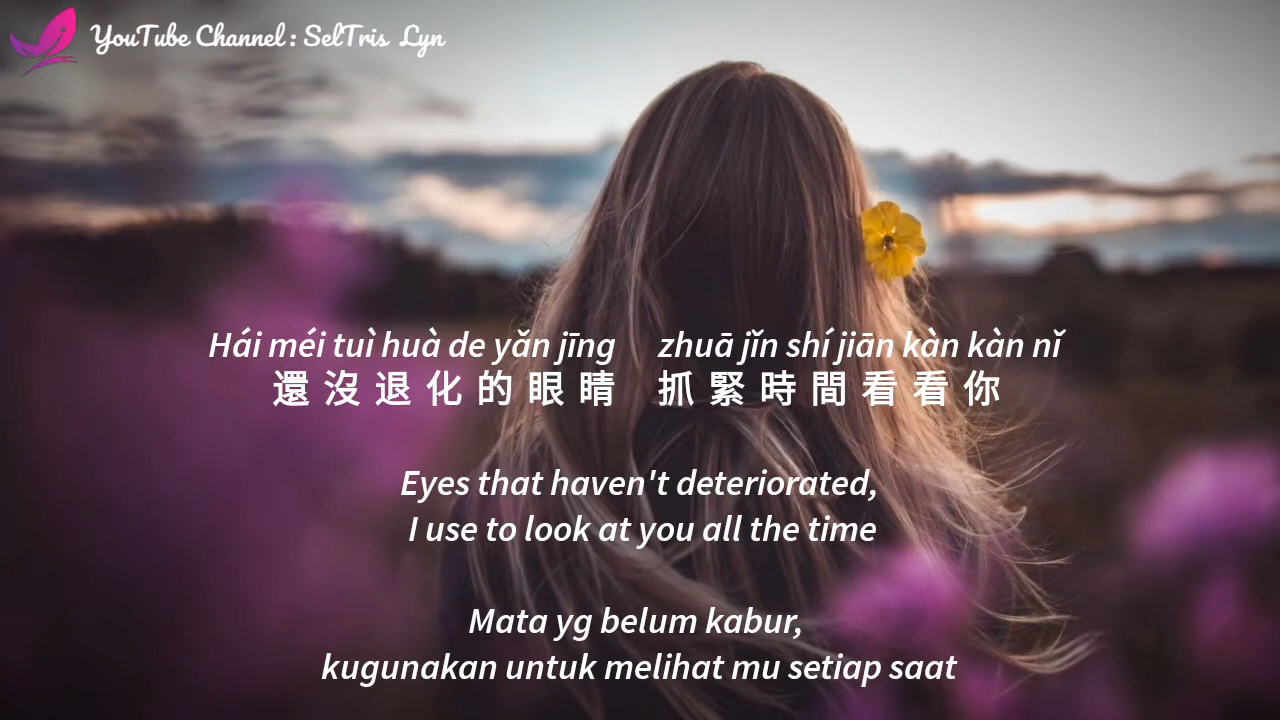 YouTube Channel : SelTris Lyn
Hái méi tuì huà de yǎn jīng zhuā jǐn shí jiān kàn kàn nǐ
還沒退化的眼睛 抓緊時間看看你
Eyes that haven't deteriorated,
I use to look at you all the time
Mata yg belum kabur,
kugunakan untuk melihat mu setiap saat